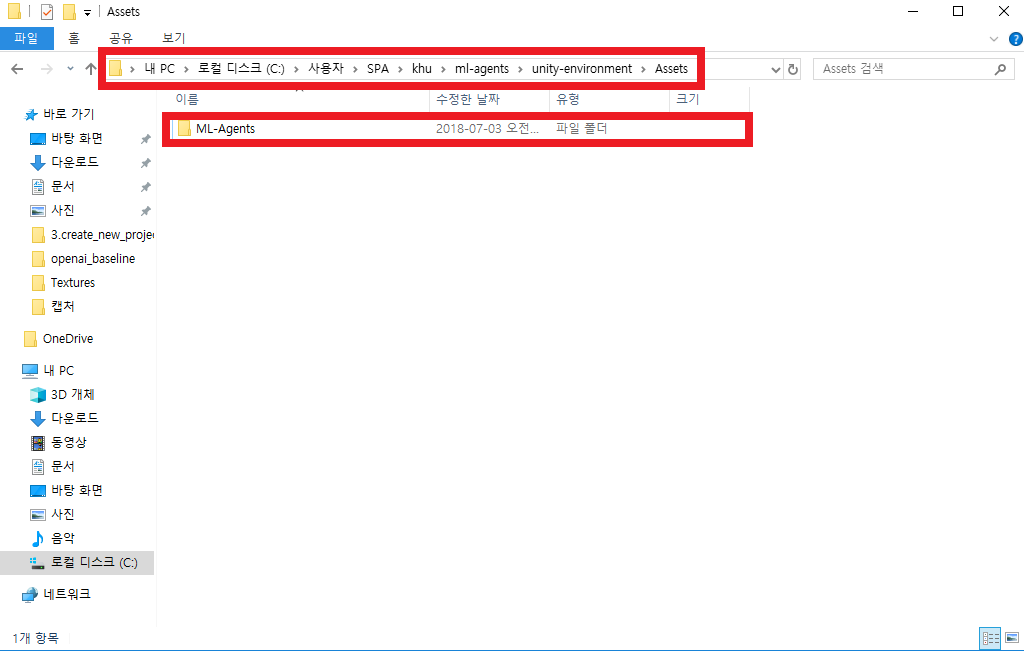 Assets
파일 홈 공유 보기
내 PC 로컬 디스크 (C:) 사용자 SPA khu ml-agents unity-environment Assets
Assets 검색
이름 수정한 날짜 유형 크기
ML-Agents 2018-07-03 오전... 파일 폴더
바로 가기
바탕 화면
다운로드
문서
사진
3.create_new_proje
openai_baseline
Textures
캡처
OneDrive
내 PC
3D 개체
다운로드
동영상
문서
바탕 화면
사진
음악
로컬 디스크 (C:)
네트워크
1개 항목